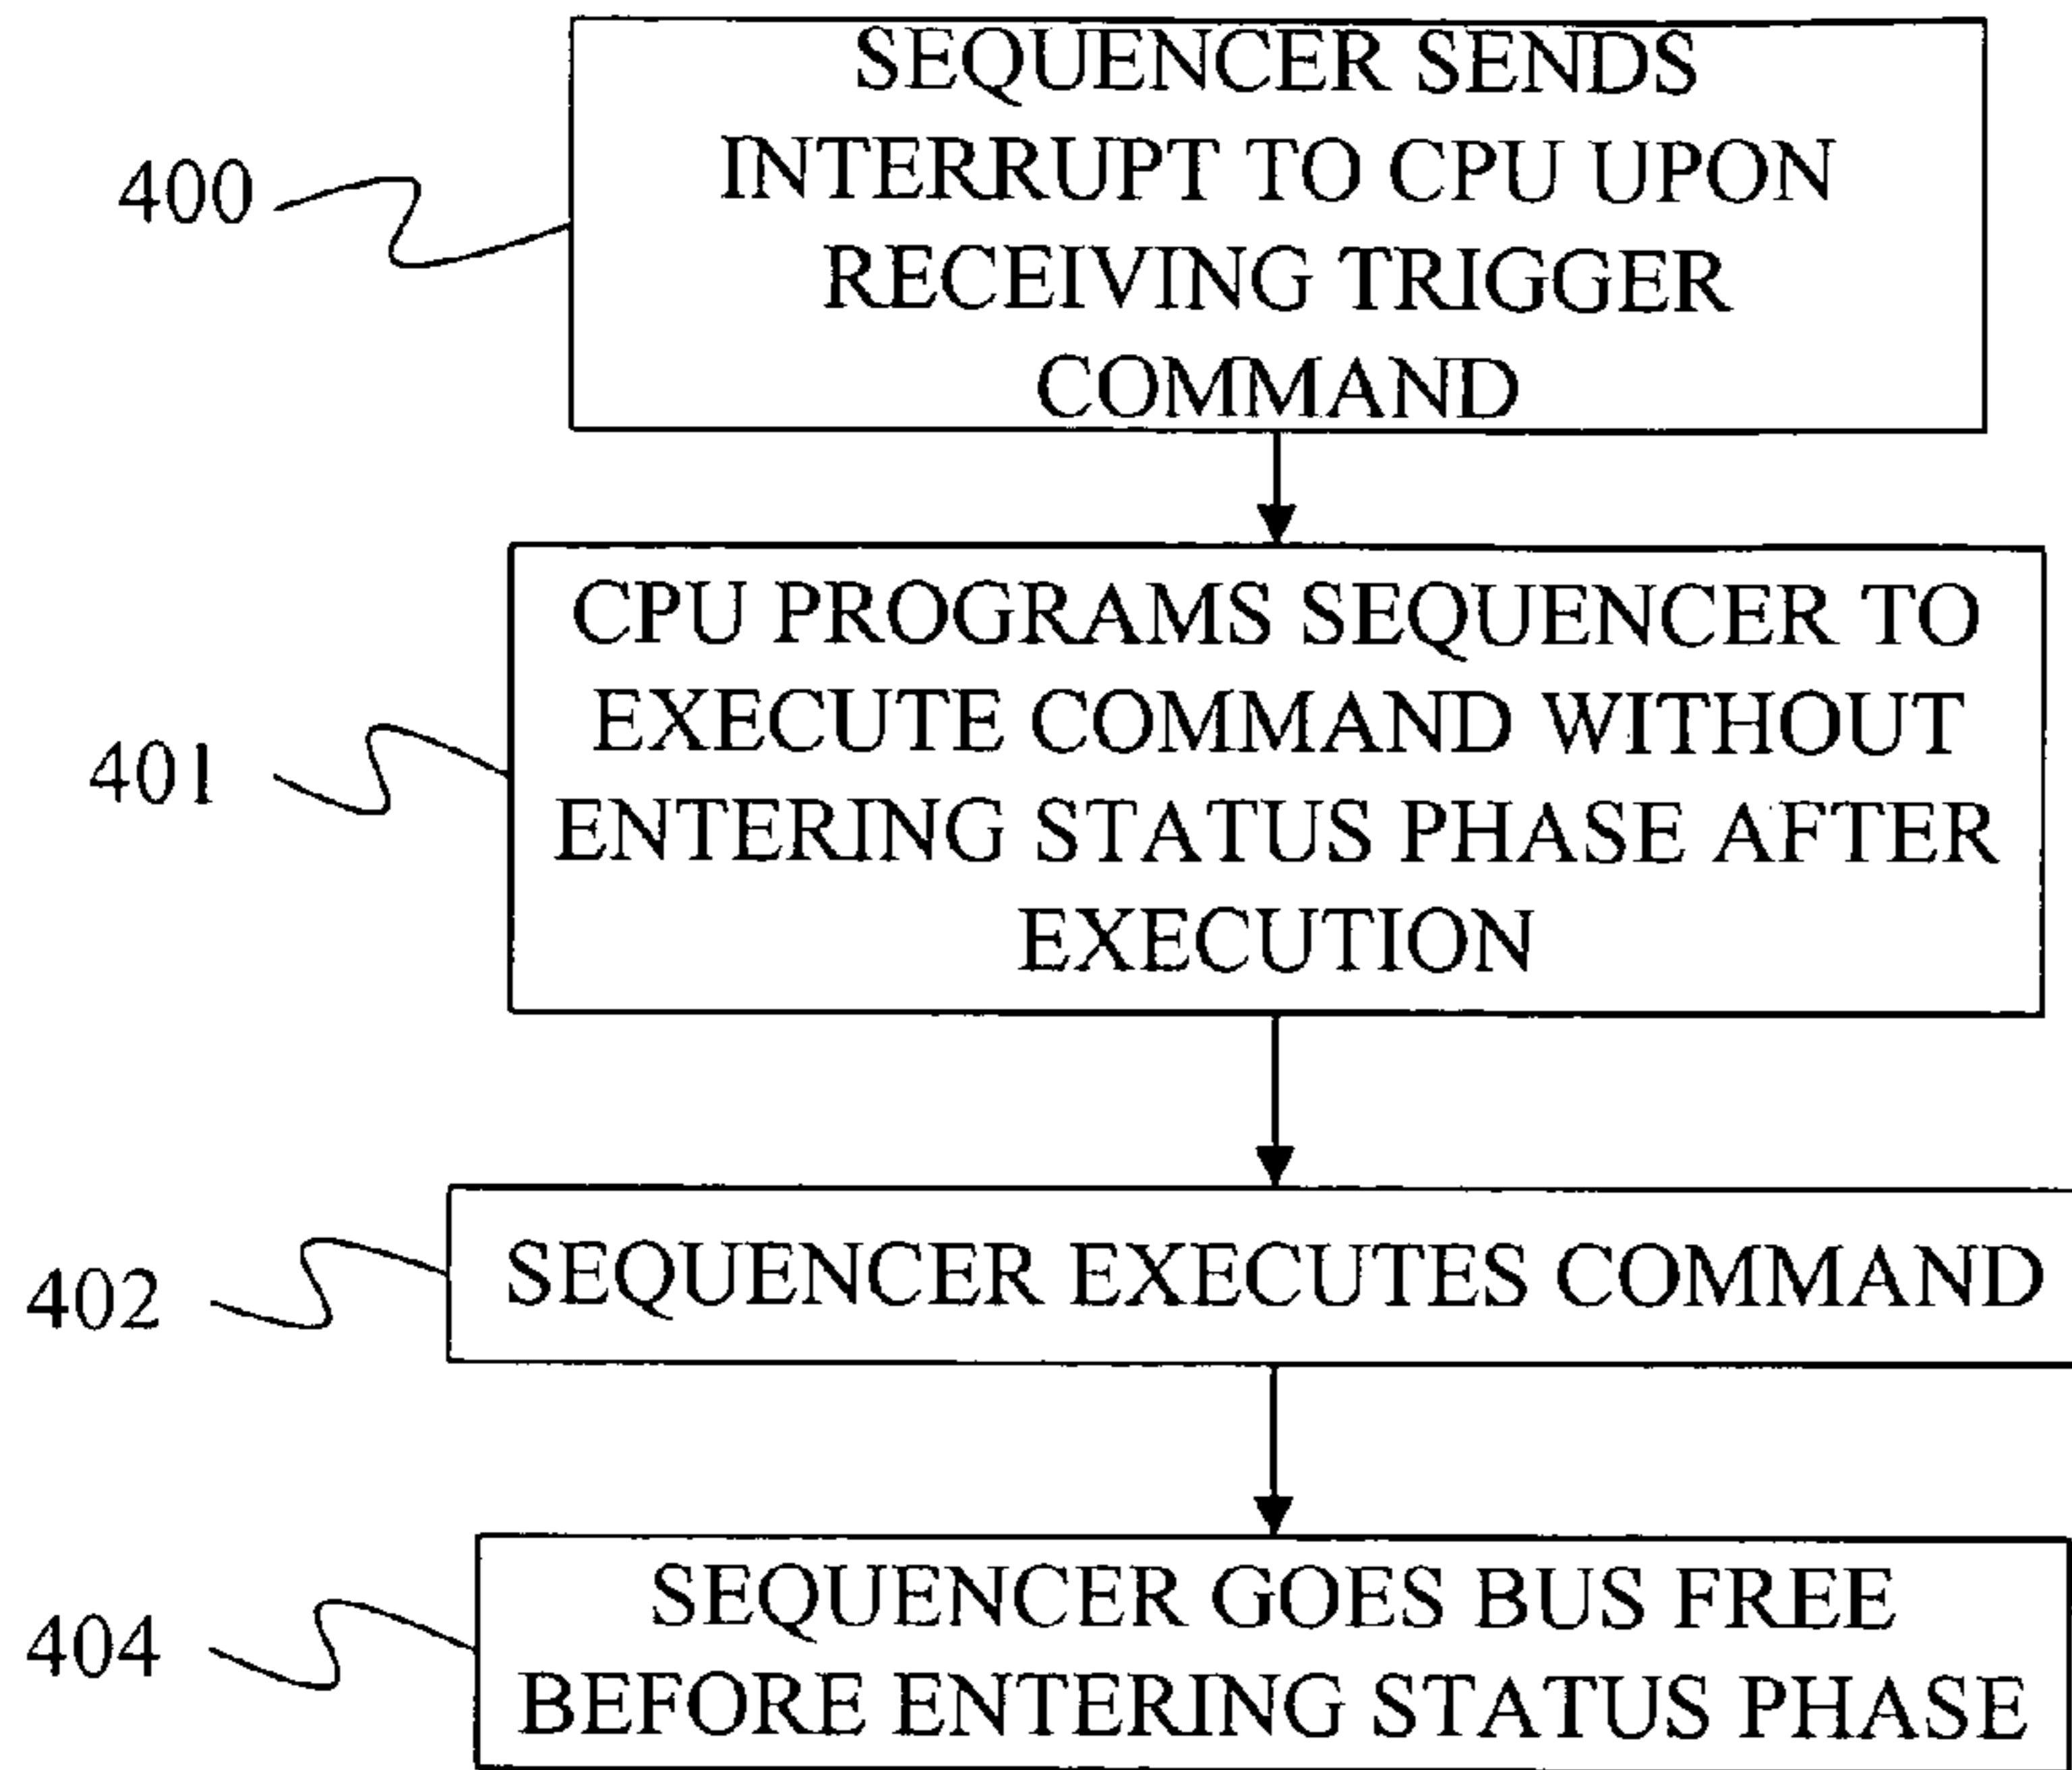 400
SEQUENCER SENDS
INTERRUPT TO CPU UPON
RECEIVING TRIGGER
COMMAND
401
CPU PROGRAMS SEQUENCER TO
EXECUTE COMMAND WITHOUT
ENTERING STATUS PHASE AFTER
EXECUTION
402
SEQUENCER EXECUTES COMMAND
404
SEQUENCER GOES BUS FREE
BEFORE ENTERING STATUS PHASE